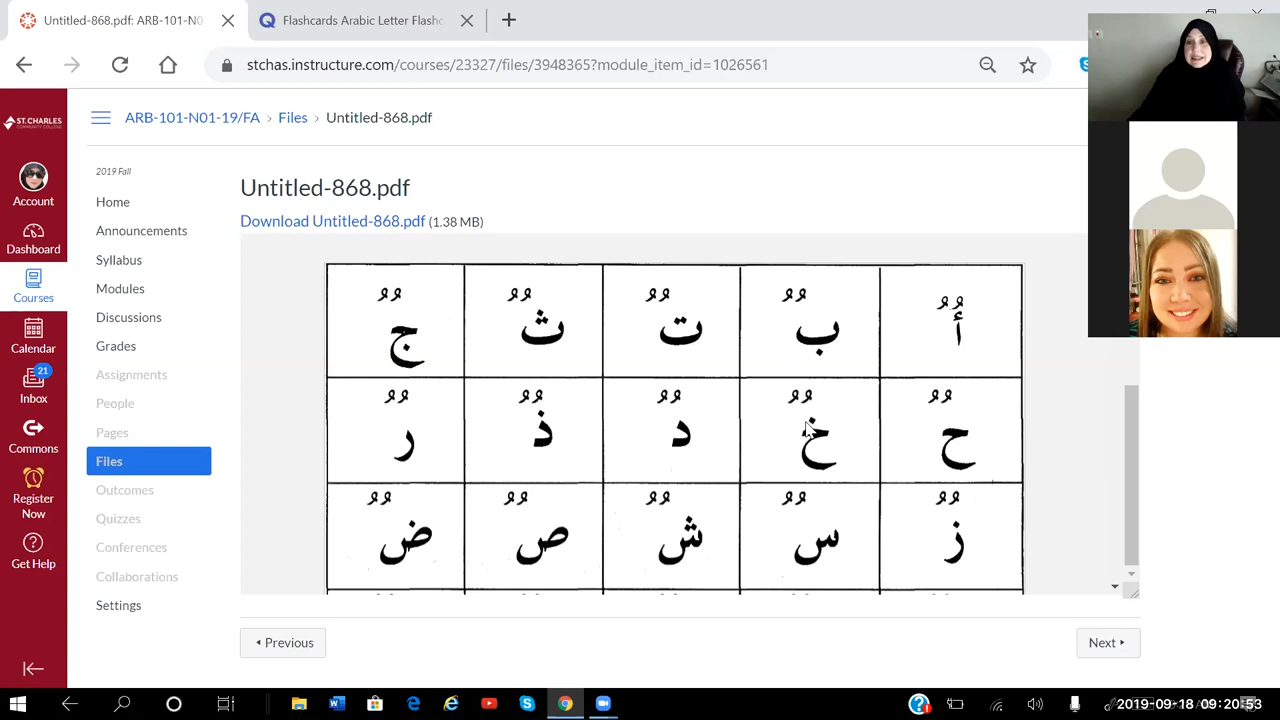 Untitled-868.pdf: ARB-101-N0
Flashcards Arabic Letter Flashc
stchas.instructure.com/courses/23327/files/3948365?module_item_id=1026561
ST. CHARLES
COMMUNITY COLLEGE
Account
Dashboard
Courses
Calendar
21
Inbox
Commons
Register
Now
Get Help
ARB-101-N01-19/FA › Files › Untitled-868.pdf
2019 Fall
Home
Announcements
Syllabus
Modules
Discussions
Grades
Assignments
People
Pages
Files
Outcomes
Quizzes
Conferences
Collaborations
Settings
Untitled-868.pdf
Download Untitled-868.pdf (1.38 MB)
أُ بُ تُ ثُ جُ
حُ خُ دُ ذُ رُ
زُ سُ شُ صُ ضُ
Previous
Next
2019-09-18 09:20:53